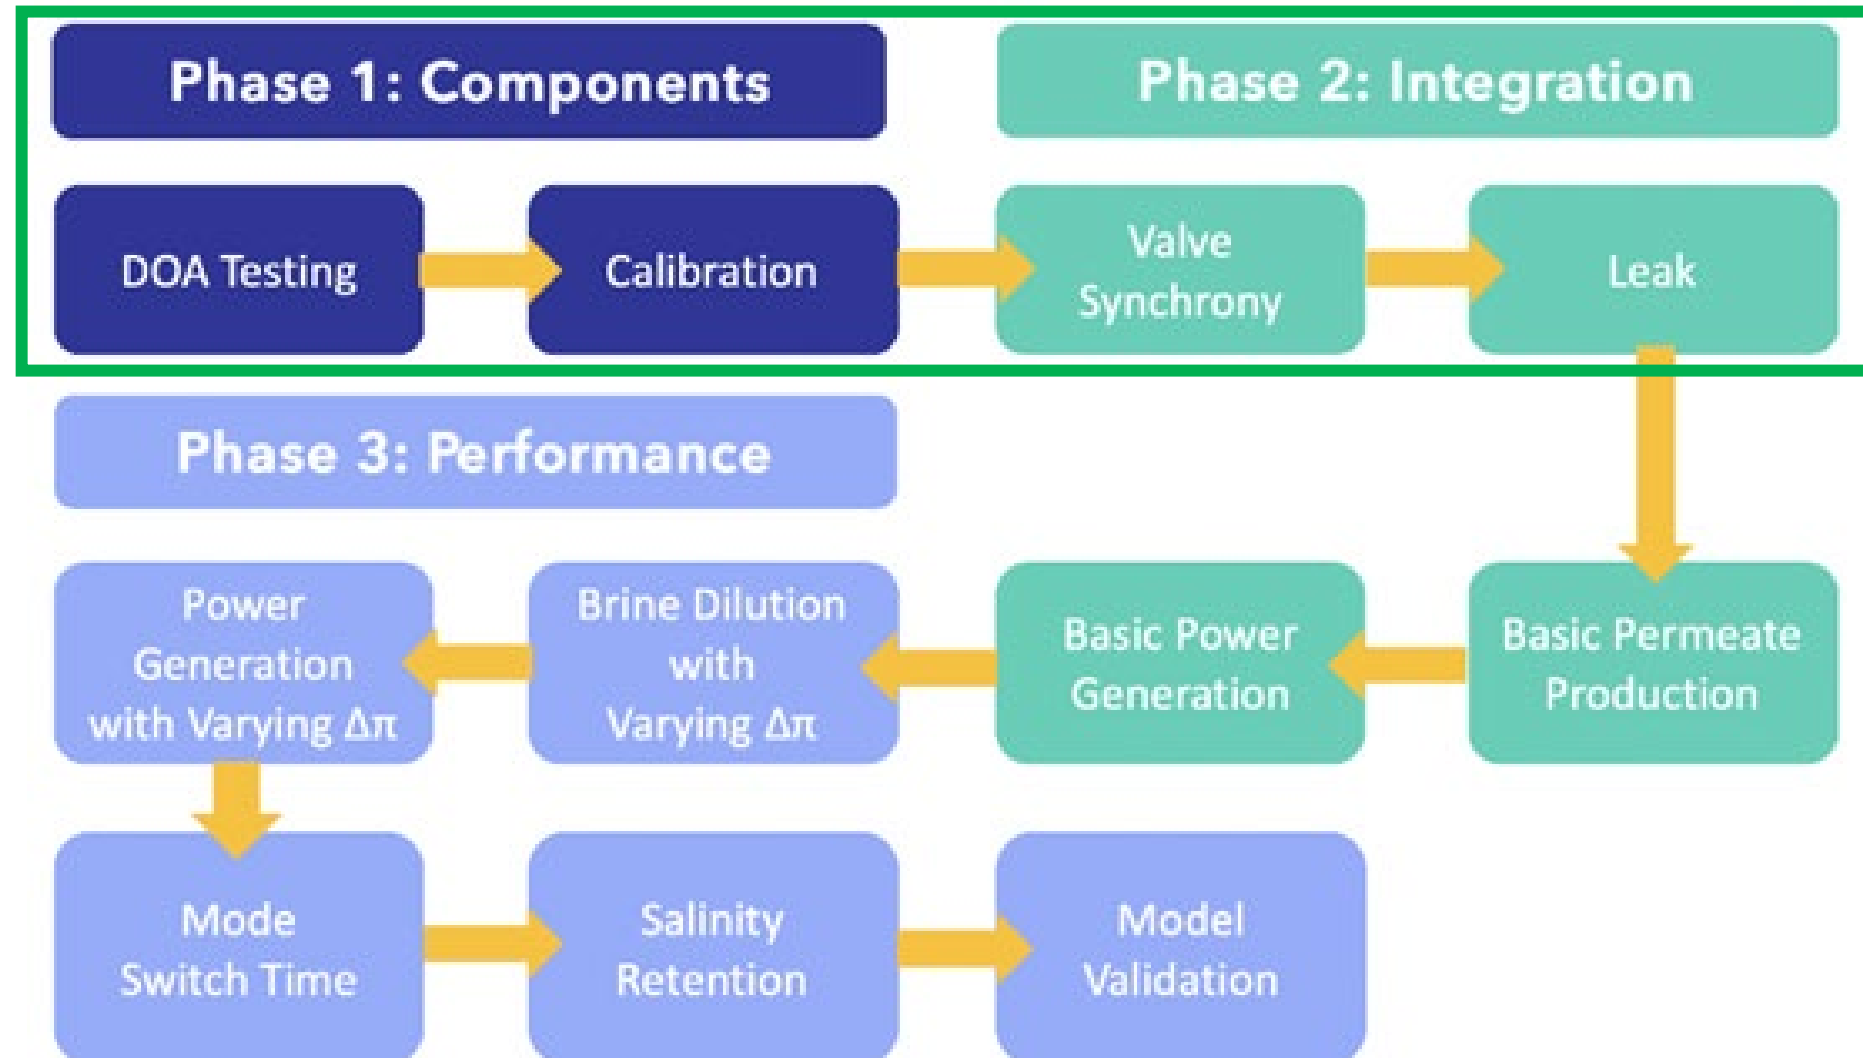 Phase 1: Components
Phase 2: Integration
DOA Testing
Calibration
Valve
Synchrony
Leak
Phase 3: Performance
Power
Generation
with Varying Δπ
Brine Dilution
with
Varying Δπ
Basic Power
Generation
Basic Permeate
Production
Mode
Switch Time
Salinity
Retention
Model
Validation